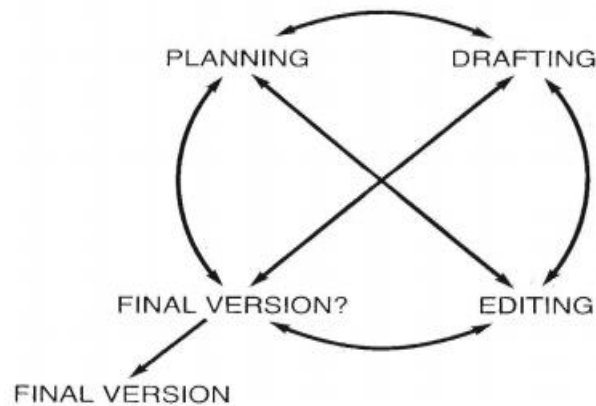 PLANNING DRAFTING
FINAL VERSION? EDITING
FINAL VERSION